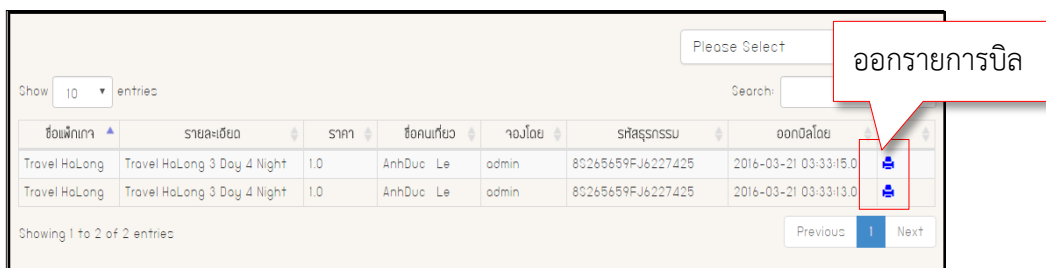 Please Select
ออกรายการบิล
Show 10 entries
Search:
ชื่อแพ็กเกจ รายละเอียด ราคา ชื่อคนเที่ยว จองโดย รหัสธุรกรรม ออกบิลโดย
Travel HaLong Travel HaLong 3 Day 4 Night 1.0 AnhDuc Le admin 8S265659FJ6227425 2016-03-21 03:33:15.0
Travel HaLong Travel HaLong 3 Day 4 Night 1.0 AnhDuc Le admin 8S265659FJ6227425 2016-03-21 03:33:13.0
Showing 1 to 2 of 2 entries
Previous 1 Next